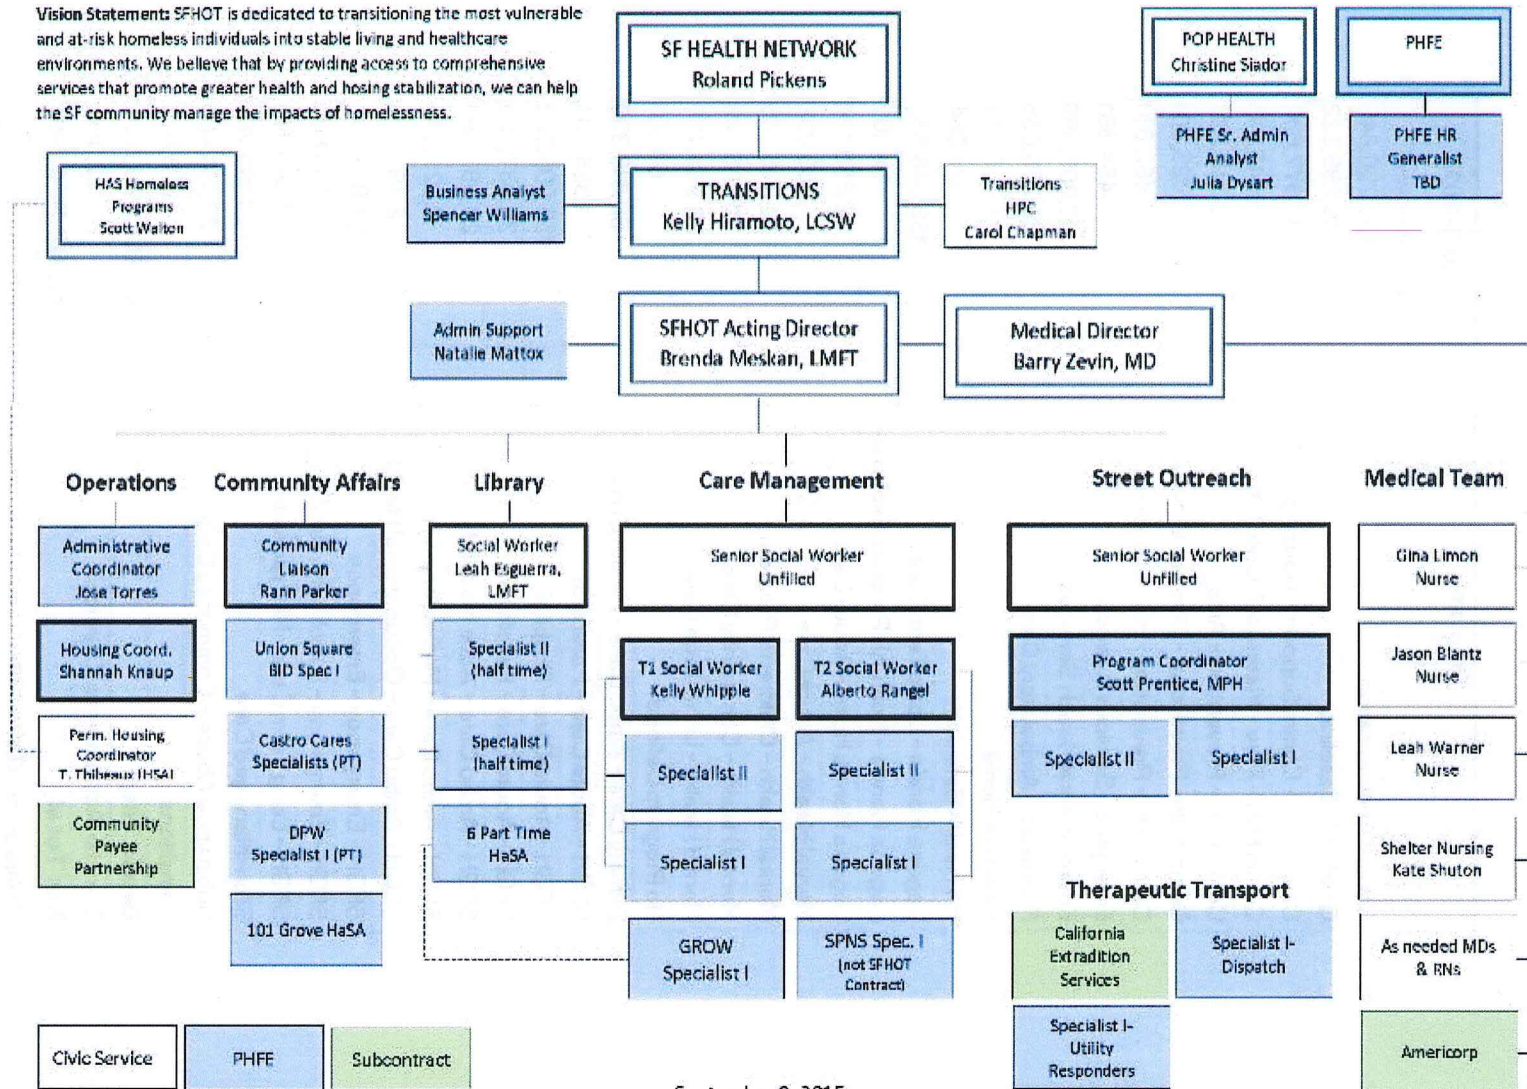 Vision Statement: SFHOT is dedicated to transitioning the most vulnerable
and at-risk homeless individuals into stable living and healthcare
environments. We believe that by providing access to comprehensive
services that promote greater health and hosing stabilization, we can help
the SF community manage the impacts of homelessness.
SF HEALTH NETWORK
Roland Pickens
POP HEALTH
Christine Siador
PHFE
PHFE Sr. Admin
Analyst
Julia Dysart
PHFE HR
Generalist
TBD
HAS Homeless
Programs
Scott Walton
Business Analyst
Spencer Williams
TRANSITIONS
Kelly Hiramoto, LCSW
Transitions
HPC
Carol Chapman
Admin Support
Natalie Mattox
SFHOT Acting Director
Brenda Meskan, LMFT
Medical Director
Barry Zevin, MD
Operations
Community Affairs
Library
Care Management
Street Outreach
Medical Team
Administrative
Coordinator
Jose Torres
Housing Coord.
Shannah Knaup
Perm. Housing
Coordinator
T. Thibeaux (HSA)
Community
Payee
Partnership
Community
Liaison
Rann Parker
Union Square
BID Spec I
Castro Cares
Specialists (PT)
DPW
Specialist I (PT)
101 Grove HaSA
Social Worker
Leah Esguerra,
LMFT
Specialist II
(half time)
Specialist I
(half time)
6 Part Time
HaSA
Senior Social Worker
Unfilled
T1 Social Worker
Kelly Whipple
T2 Social Worker
Alberto Rangel
Specialist II
Specialist II
Specialist I
Specialist I
GROW
Specialist I
SPNS Spec. I
(not SFHOT
Contract)
Senior Social Worker
Unfilled
Program Coordinator
Scott Prentice, MPH
Specialist II
Specialist I
Therapeutic Transport
California
Extradition
Services
Specialist I-
Dispatch
Specialist I-
Utility
Responders
Gina Limon
Nurse
Jason Blantz
Nurse
Leah Warner
Nurse
Shelter Nursing
Kate Shuton
As needed MDs
& RNs
Americorp
Civic Service
PHFE
Subcontract